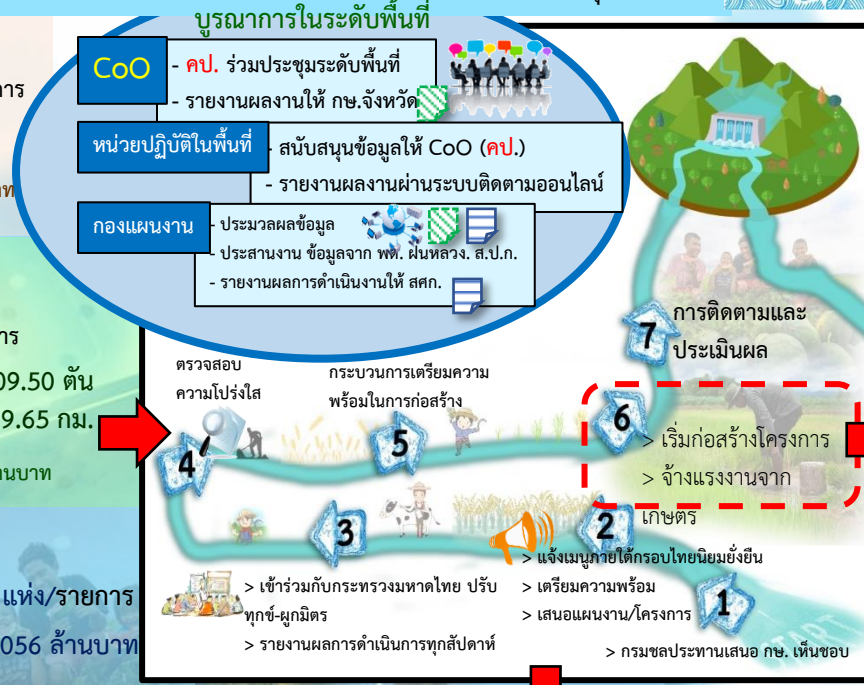 บูรณาการในระดับพื้นที่
CoO
- คป. ร่วมประชุมระดับพื้นที่
- รายงานผลงานให้ กษ.จังหวัด
หน่วยปฏิบัติในพื้นที่
- สนับสนุนข้อมูลให้ CoO (คป.)
- รายงานผลงานผ่านระบบติดตามออนไลน์
กองแผนงาน
- ประมวลผลข้อมูล
- ประสานงาน ข้อมูลจาก พด. ฝนหลวง. ส.ป.ก.
- รายงานผลการดำเนินงานให้ สศก.
09.50 ตัน
9.65 กม.
แห่ง/รายการ
056 ล้านบาท
7
การติดตามและ
ประเมินผล
ตรวจสอบ
ความโปร่งใส
กระบวนการเตรียมความ
พร้อมในการก่อสร้าง
4
5
6
> เริ่มก่อสร้างโครงการ
> จ้างแรงงานจาก
เกษตร
3
2
1
START
> เข้าร่วมกับกระทรวงมหาดไทย ปรับ
ทุกข์-ผูกมิตร
> รายงานผลการดำเนินการทุกสัปดาห์
> แจ้งเมนูภายใต้กรอบไทยนิยมยั่งยืน
> เตรียมความพร้อม
> เสนอแผนงาน/โครงการ
> กรมชลประทานเสนอ กษ. เห็นชอบ